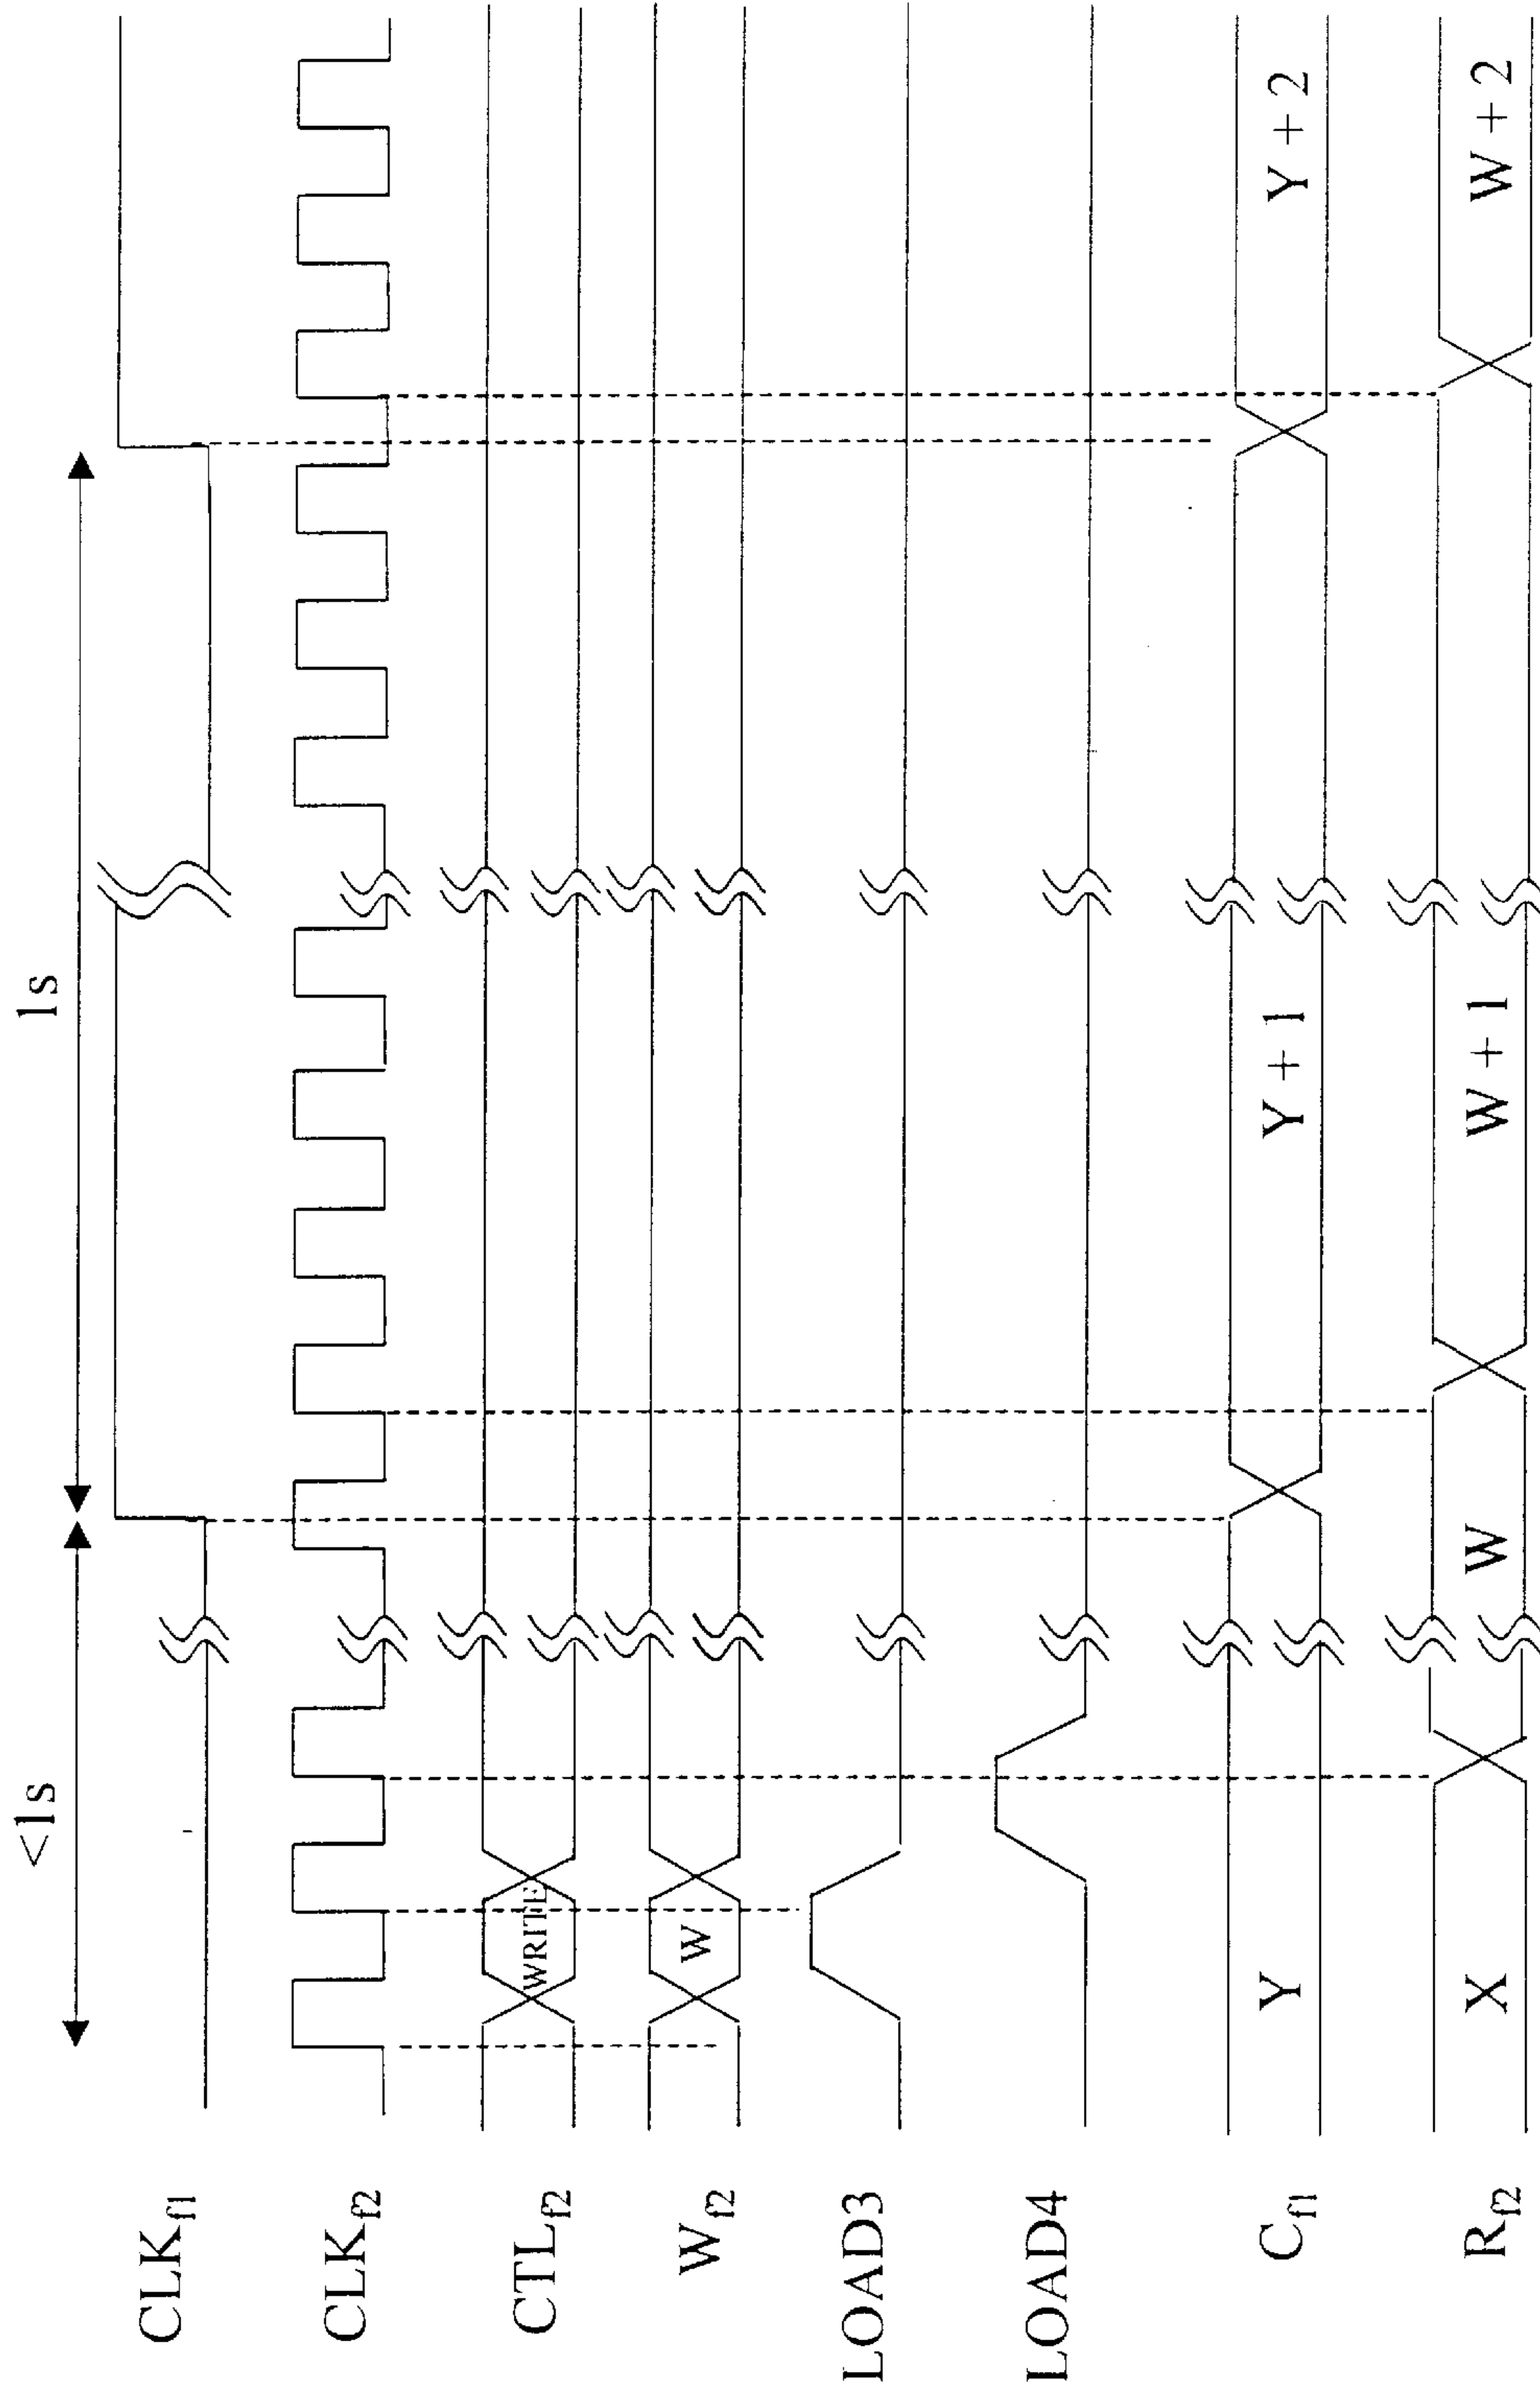 <1s 1s
CLKf1
CLKf2
CTLf2 WRITE
Wf2 W
LOAD3
LOAD4
Cf1 Y Y + 1 Y + 2
Rf2 X W W + 1 W + 2